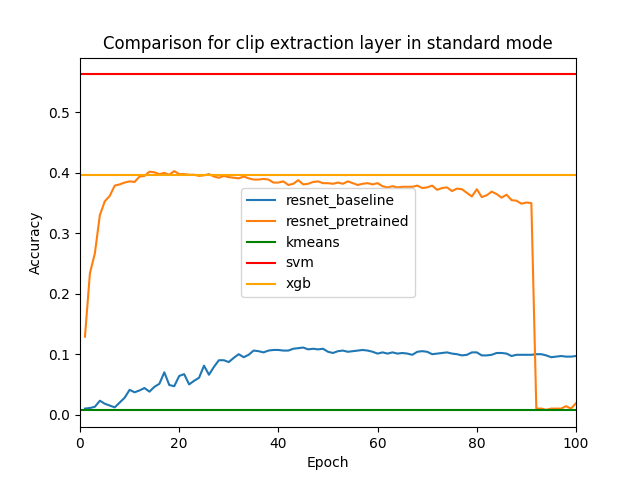 Comparison for clip extraction layer in standard mode
Accuracy
0.5
0.4
0.3
0.2
0.1
0.0
resnet_baseline
resnet_pretrained
kmeans
svm
xgb
0 20 40 60 80 100
Epoch